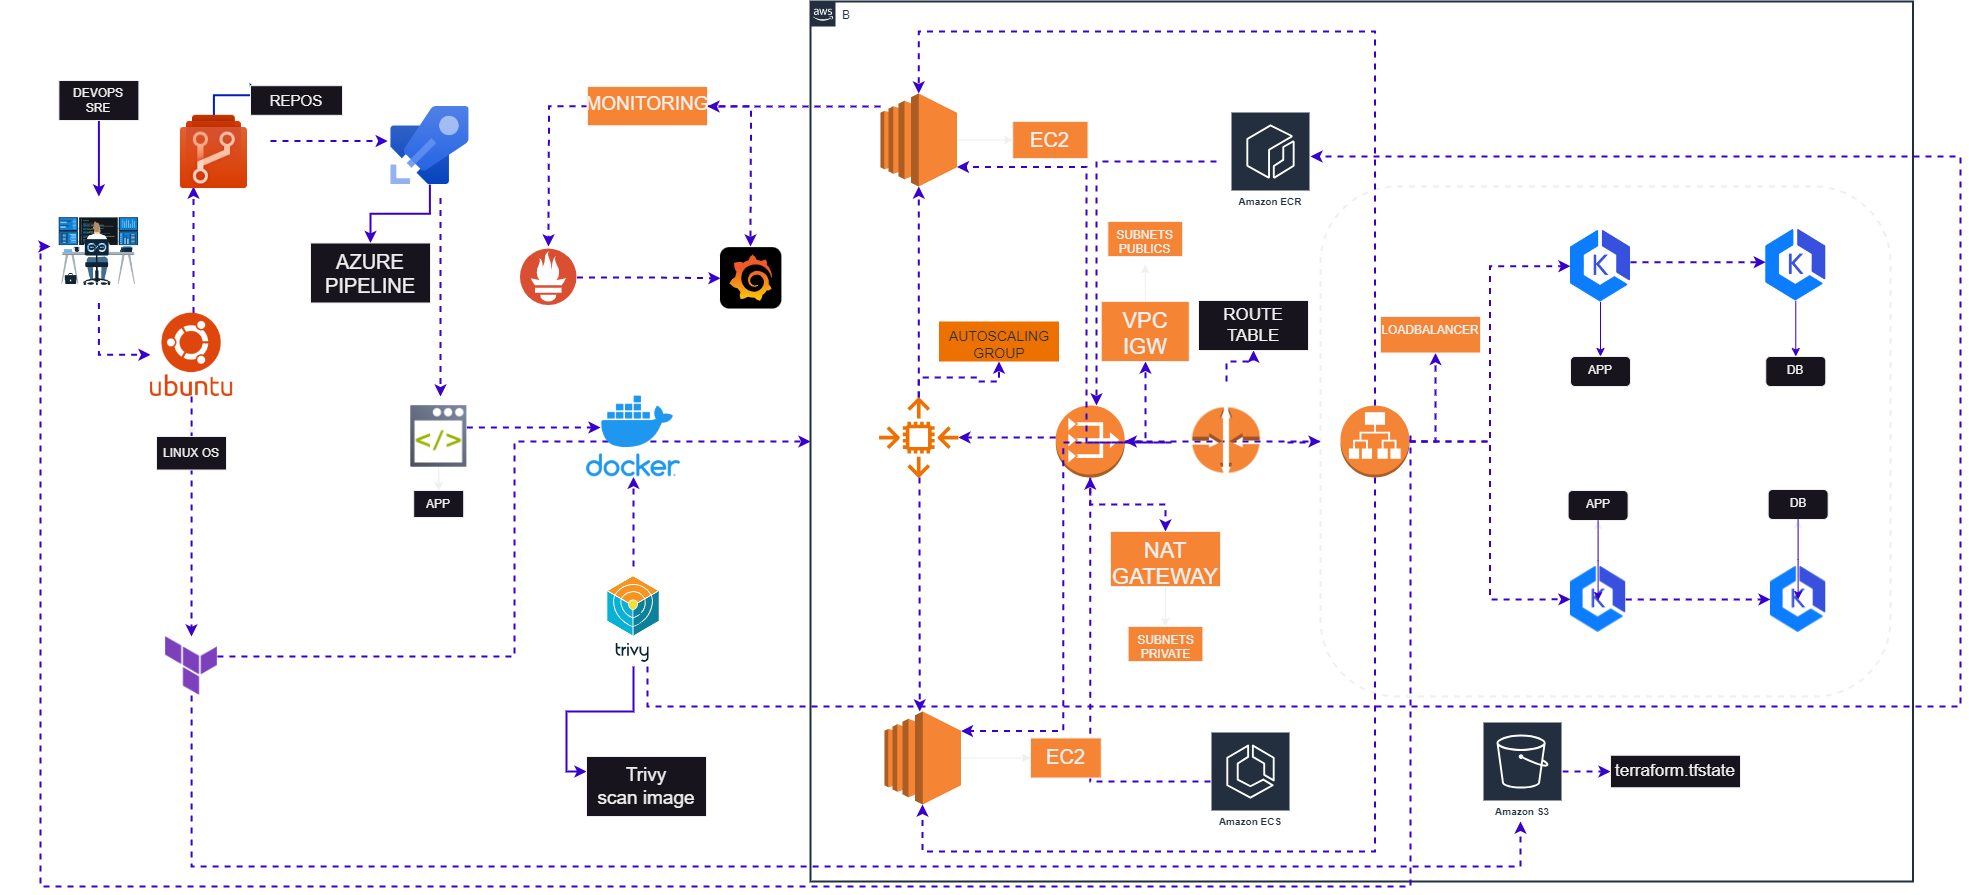 aws
B
DEVOPS
SRE
REPOS
MONITORING
EC2
Amazon ECR
SUBNETS
PUBLICS
AZURE
PIPELINE
VPC
IGW
ROUTE
TABLE
AUTOSCALING
GROUP
LOADBALANCER
K
K
APP
DB
ubuntu
LINUX OS
</>
docker
APP
APP
DB
NAT
GATEWAY
K
K
SUBNETS
PRIVATE
trivy
EC2
Trivy
scan image
Amazon ECS
terraform.tfstate
Amazon S3